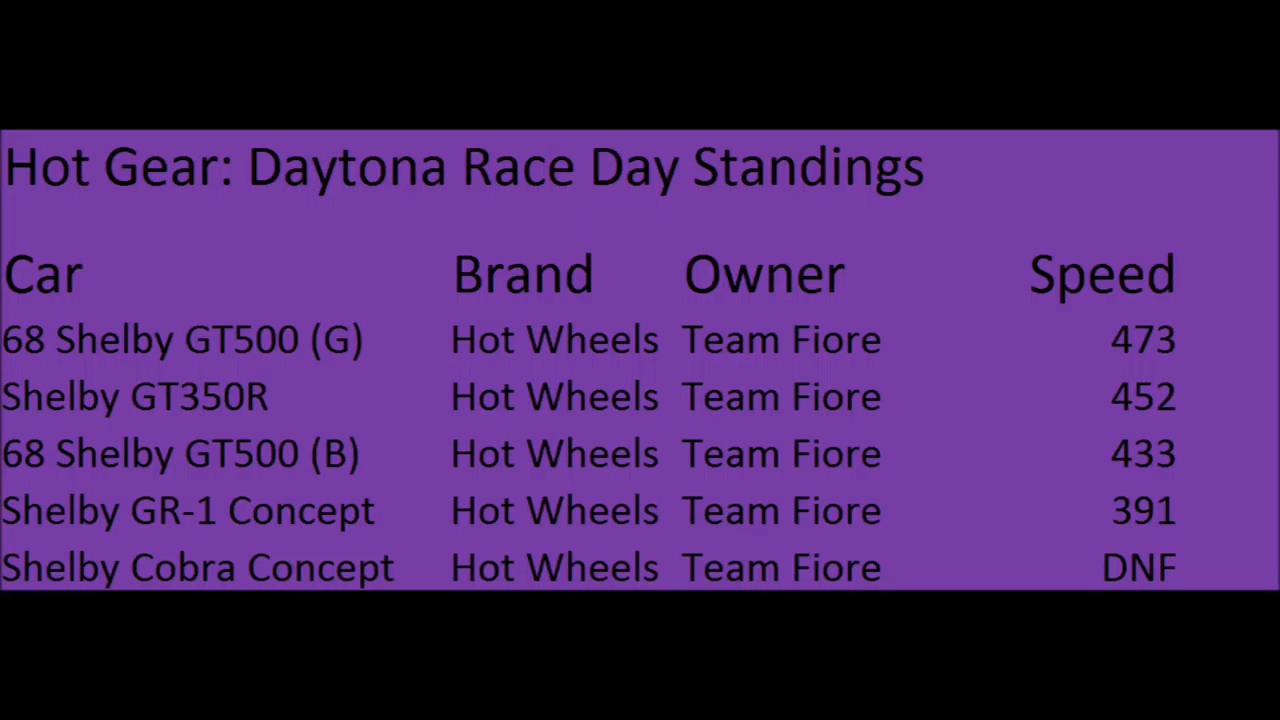 Hot Gear: Daytona Race Day Standings
Car Brand Owner Speed
68 Shelby GT500 (G) Hot Wheels Team Fiore 473
Shelby GT350R Hot Wheels Team Fiore 452
68 Shelby GT500 (B) Hot Wheels Team Fiore 433
Shelby GR-1 Concept Hot Wheels Team Fiore 391
Shelby Cobra Concept Hot Wheels Team Fiore DNF